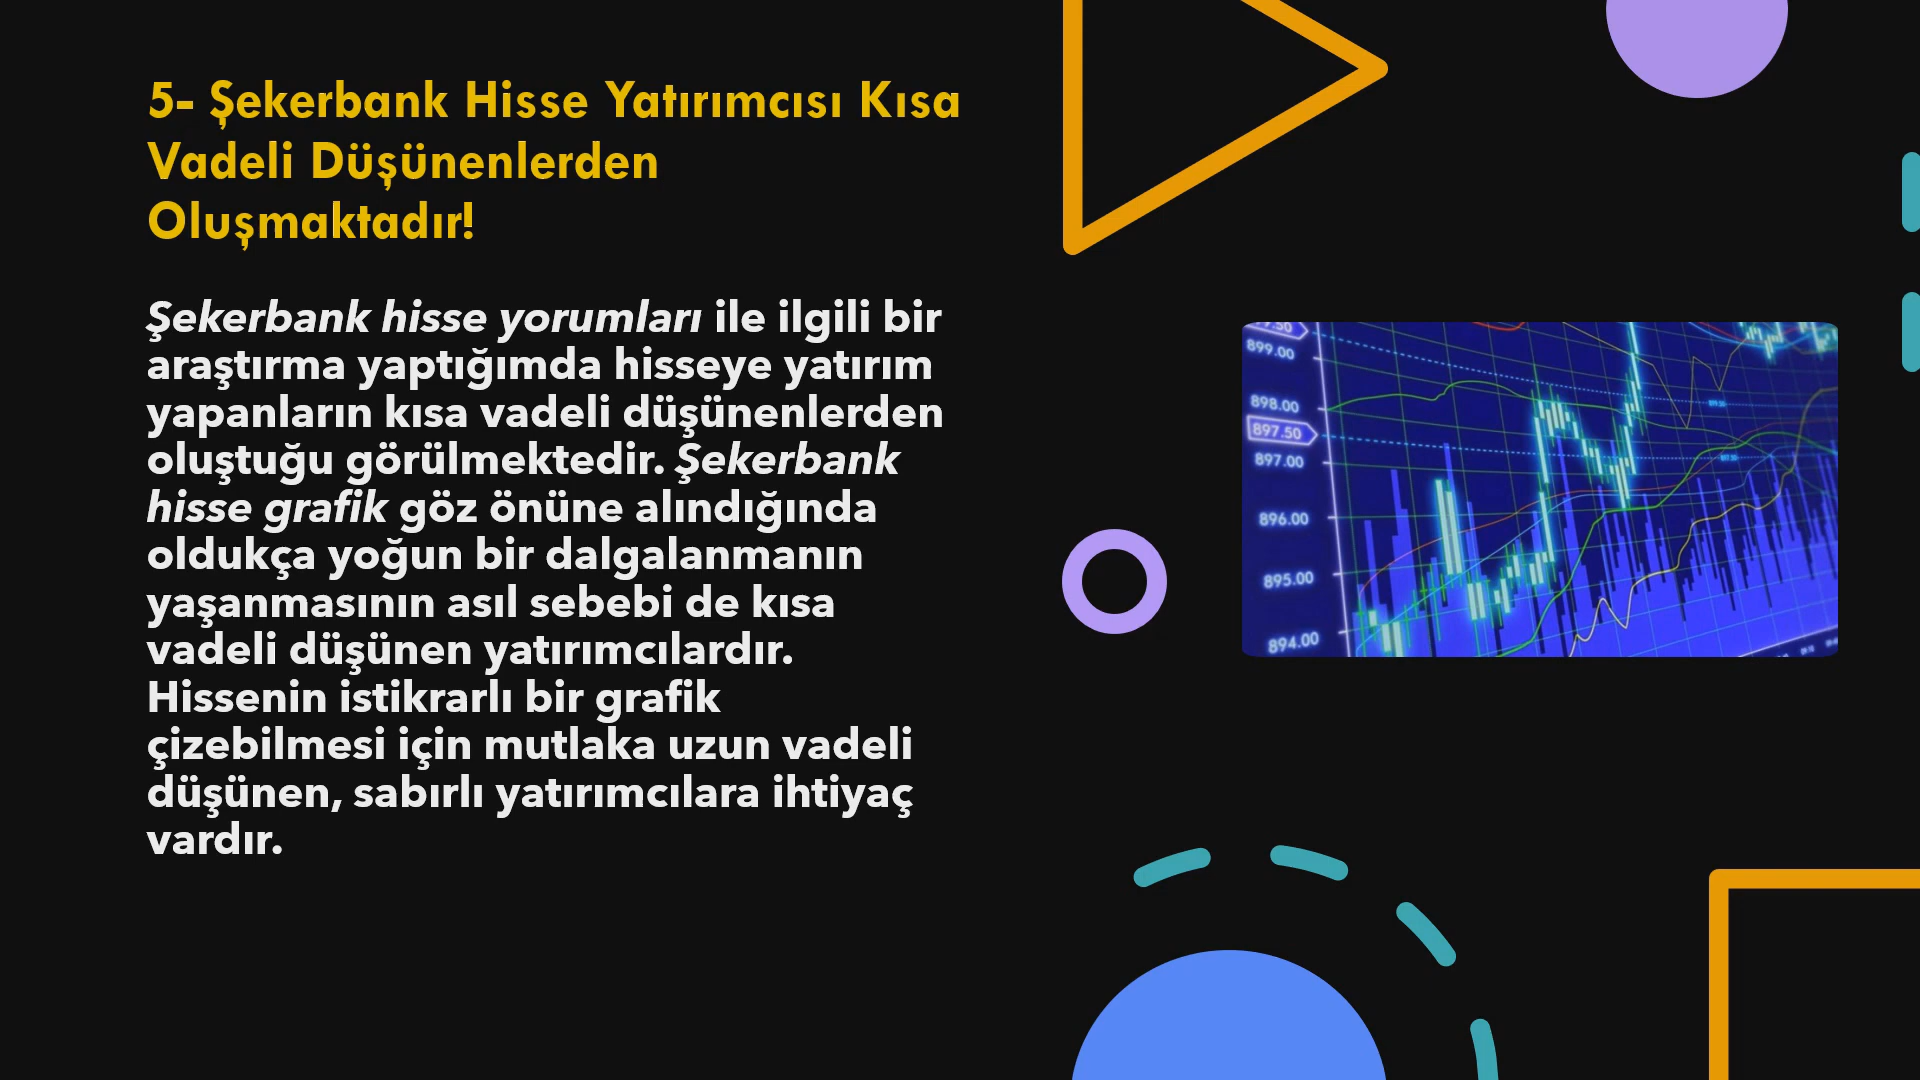 5- Şekerbank Hisse Yatırımcısı Kısa
Vadeli Düşünenlerden
Oluşmaktadır!
Şekerbank hisse yorumları ile ilgili bir
araştırma yaptığımda hisseye yatırım
yapanların kısa vadeli düşünenlerden
oluştuğu görülmektedir. Şekerbank
hisse grafik göz önüne alındığında
oldukça yoğun bir dalgalanmanın
yaşanmasının asıl sebebi de kısa
vadeli düşünen yatırımcılardır.
Hissenin istikrarlı bir grafik
çizebilmesi için mutlaka uzun vadeli
düşünen, sabırlı yatırımcılara ihtiyaç
vardır.
899.00
898.00
897.50
897.00
896.00
895.00
894.00